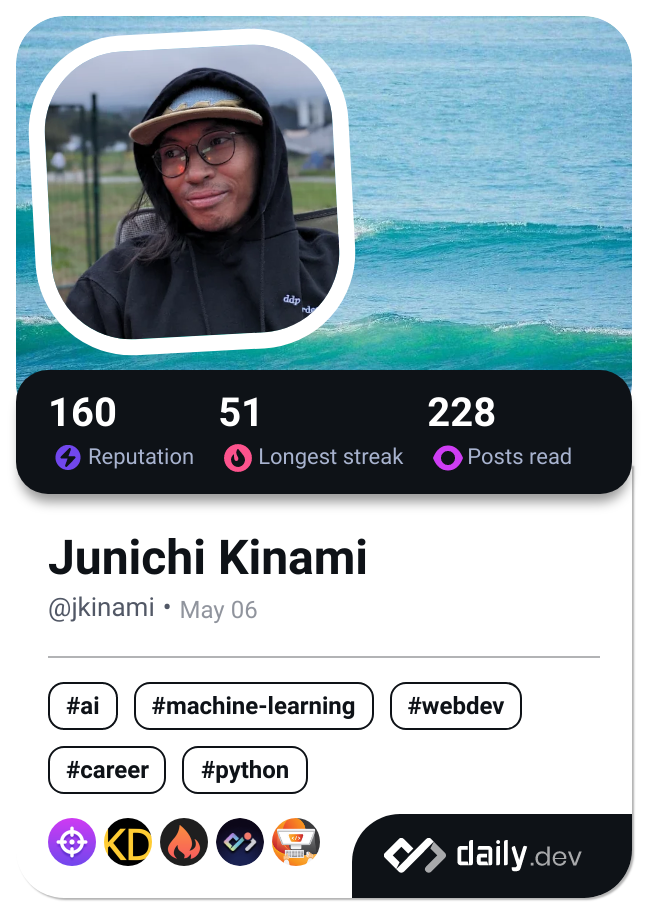 ddp
160 51 228
Reputation Longest streak Posts read
Junichi Kinami
@jkinami • May 06
#ai #machine-learning #webdev
#career #python
KD
daily.dev